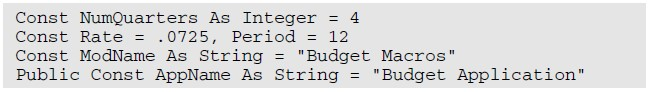 Const NumQuarters As Integer = 4
Const Rate = .0725, Period = 12
Const ModName As String = "Budget Macros"
Public Const AppName As String = "Budget Application"